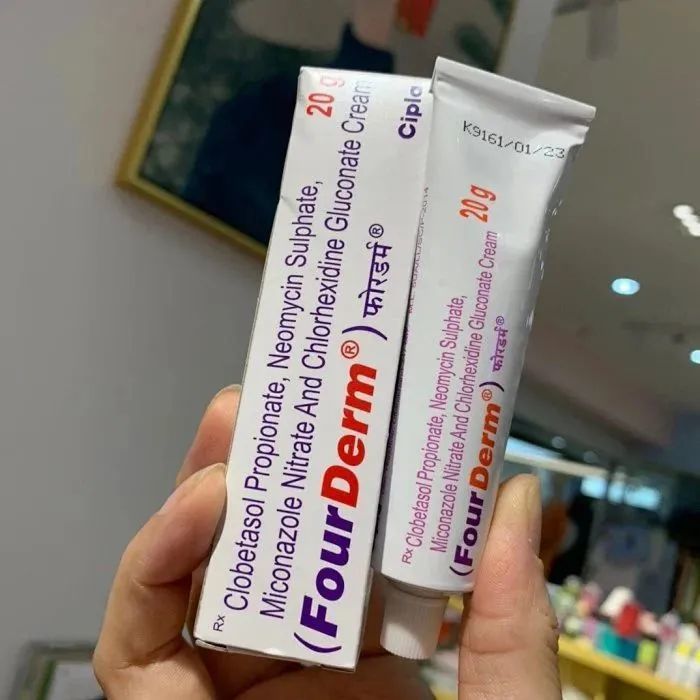 Rx Clobetasol Propionate, Neomycin Sulphate,
Miconazole Nitrate And Chlorhexidine Gluconate Cream
20 g
(FourDerm®) फोरडर्म®
Cipla
K9161/01/23
Rx Clobetasol Propionate, Neomycin Sulphate,
Miconazole Nitrate And Chlorhexidine Gluconate Cream
20 g
(FourDerm®) फोरडर्म®